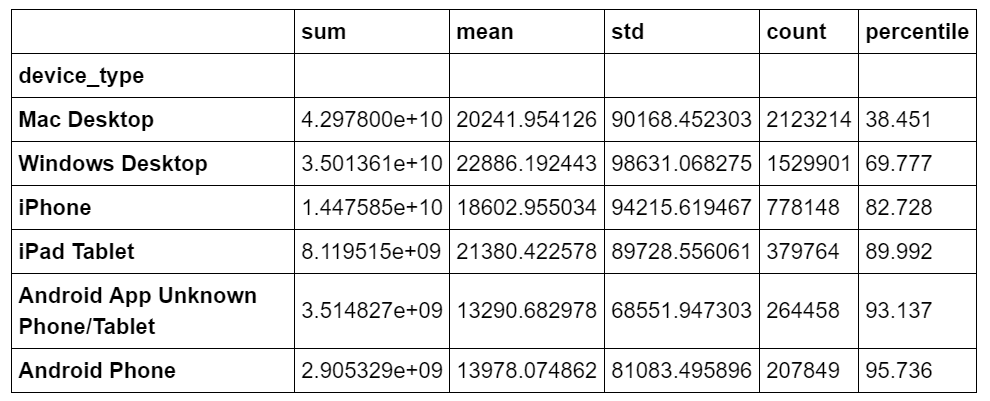 sum mean std count percentile
device_type
Mac Desktop 4.297800e+10 20241.954126 90168.452303 2123214 38.451
Windows Desktop 3.501361e+10 22886.192443 98631.068275 1529901 69.777
iPhone 1.447585e+10 18602.955034 94215.619467 778148 82.728
iPad Tablet 8.119515e+09 21380.422578 89728.556061 379764 89.992
Android App Unknown
Phone/Tablet 3.514827e+09 13290.682978 68551.947303 264458 93.137
Android Phone 2.905329e+09 13978.074862 81083.495896 207849 95.736